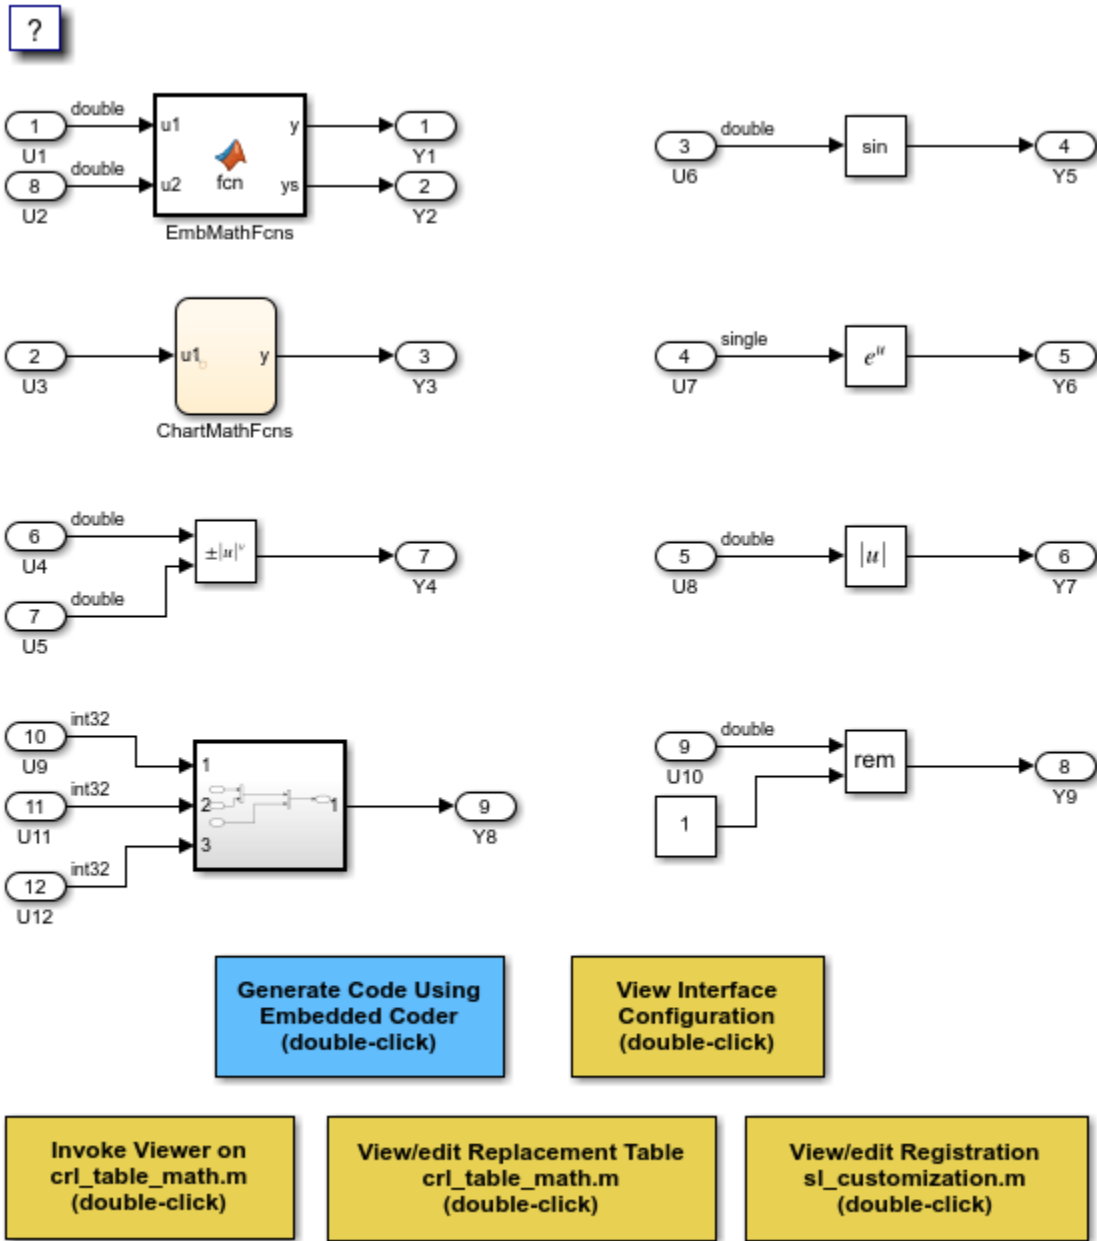 ?
double
1
U1
double
8
U2
u1
u2
fcn
y
ys
EmbMathFcns
1
Y1
2
Y2
double
3
U6
sin
4
Y5
2
U3
u1
y
ChartMathFcns
3
Y3
single
4
U7
e^u
5
Y6
double
6
U4
double
7
U5
±|u|^v
7
Y4
double
5
U8
|u|
6
Y7
int32
10
U9
int32
11
U11
int32
12
U12
1
2
3
1
9
Y8
double
9
U10
1
rem
8
Y9
Generate Code Using
Embedded Coder
(double-click)
View Interface
Configuration
(double-click)
Invoke Viewer on
crl_table_math.m
(double-click)
View/edit Replacement Table
crl_table_math.m
(double-click)
View/edit Registration
sl_customization.m
(double-click)